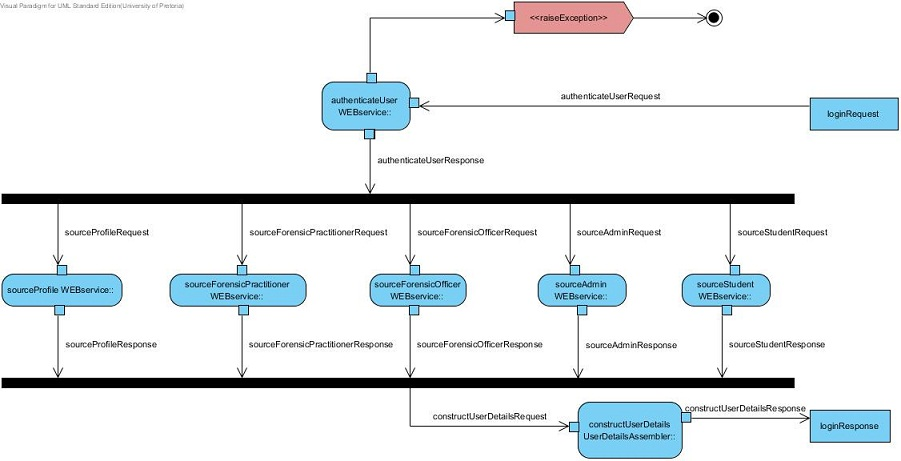 Visual Paradigm for UML Standard Edition(University of Pretoria)
<<raiseException>>
authenticateUser
WEBservice::
authenticateUserRequest
loginRequest
authenticateUserResponse
sourceProfileRequest
sourceForensicPractitionerRequest
sourceForensicOfficerRequest
sourceAdminRequest
sourceStudentRequest
sourceProfile WEBservice::
sourceForensicPractitioner
WEBservice::
sourceForensicOfficer
WEBservice::
sourceAdmin
WEBservice::
sourceStudent
WEBservice::
sourceProfileResponse
sourceForensicPractitionerResponse
sourceForensicOfficerResponse
sourceAdminResponse
sourceStudentResponse
constructUserDetailsRequest
constructUserDetails
UserDetailsAssembler::
constructUserDetailsResponse
loginResponse